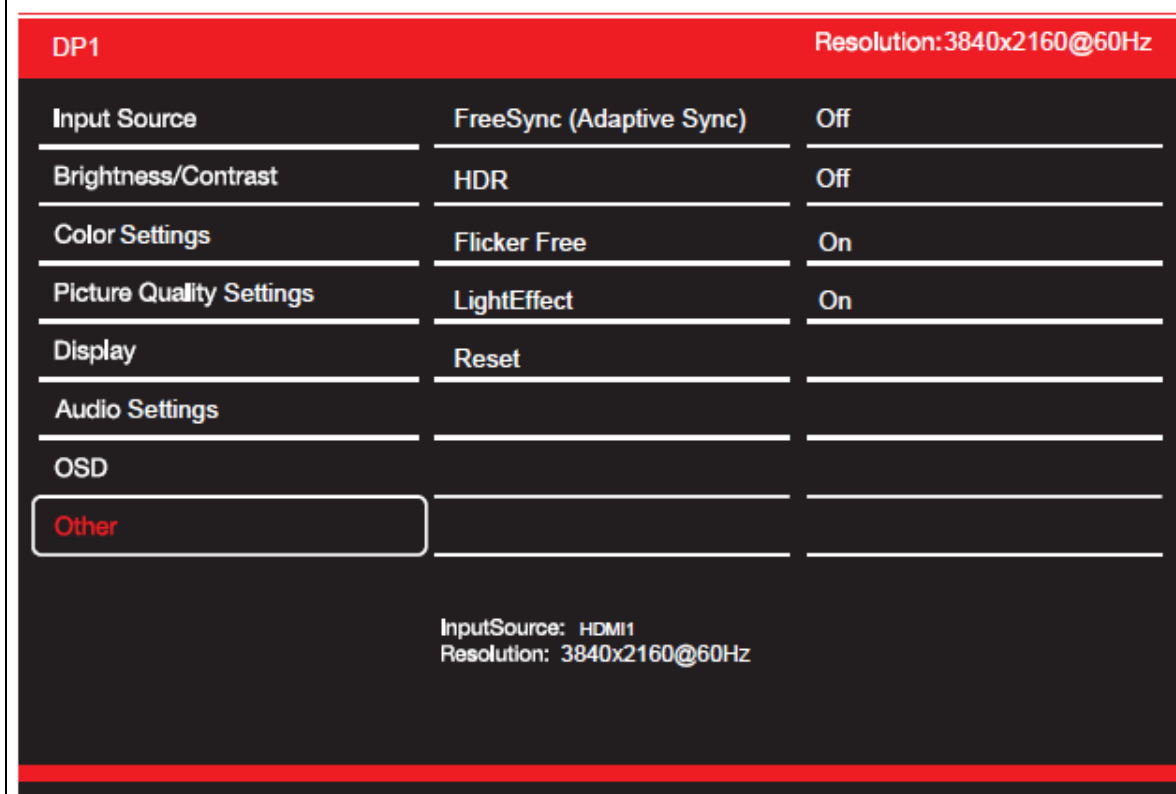 DP1 Resolution:3840x2160@60Hz
Input Source FreeSync (Adaptive Sync) Off
Brightness/Contrast HDR Off
Color Settings Flicker Free On
Picture Quality Settings LightEffect On
Display Reset
Audio Settings
OSD
Other
InputSource: HDMI1
Resolution: 3840x2160@60Hz